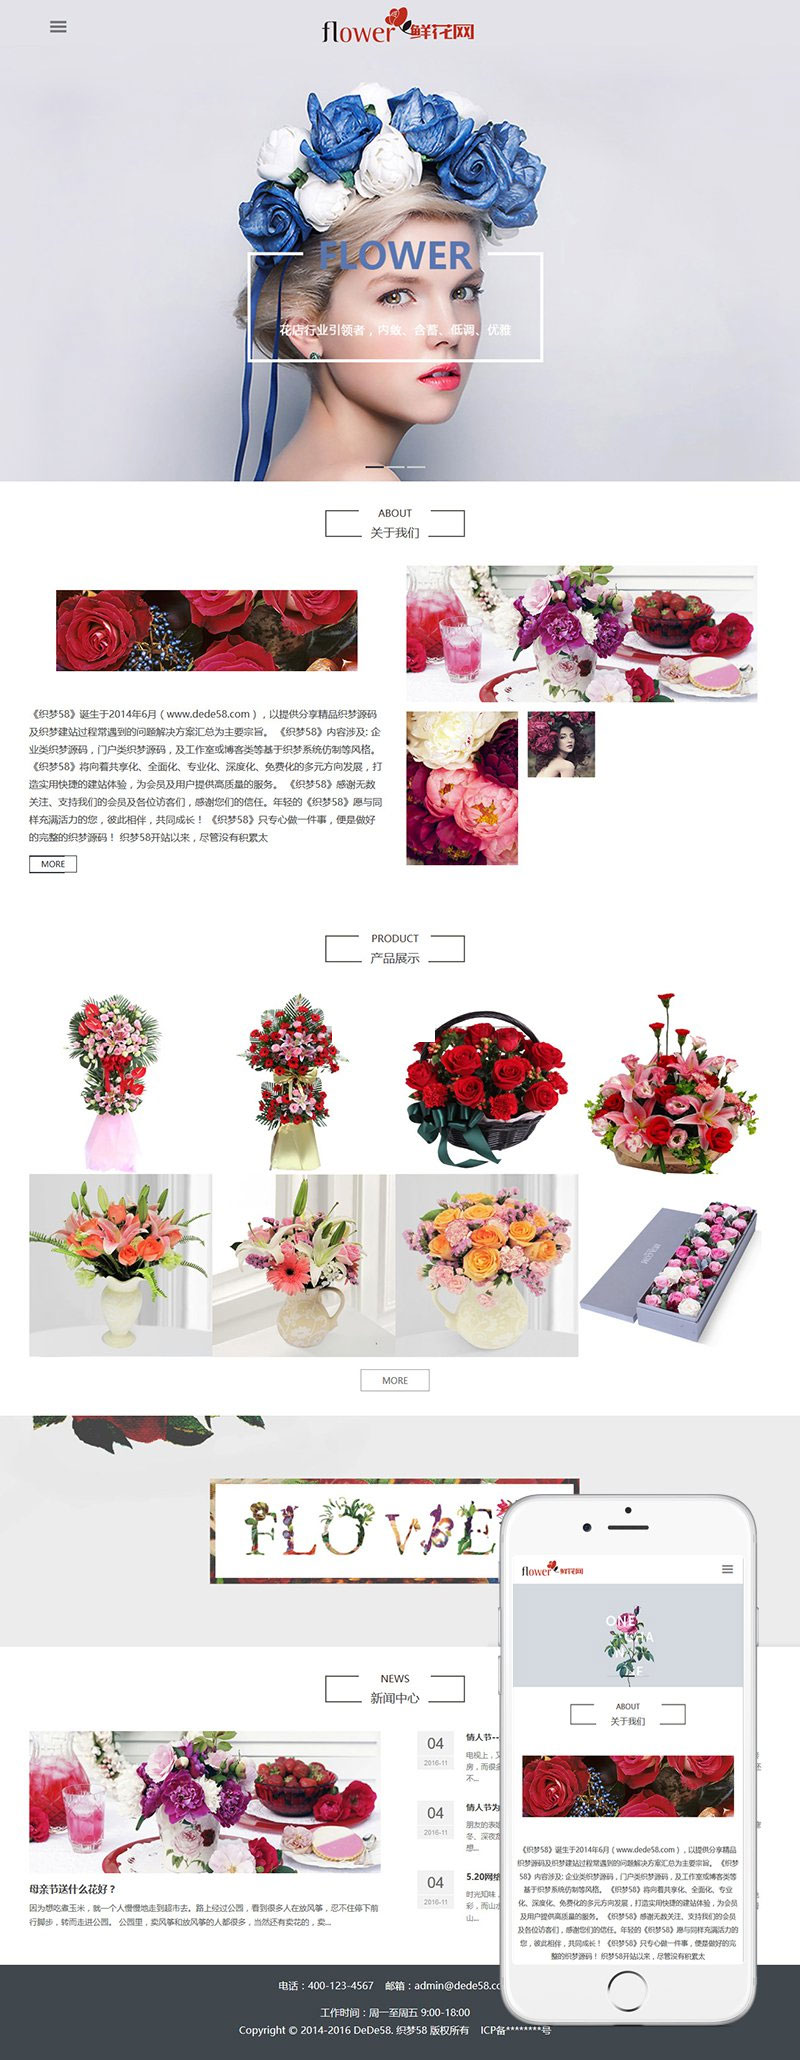 flower 鲜花网
FLOWER
花店行业引领者，内敛、含蓄、低调、优雅
ABOUT
关于我们
《织梦58》诞生于2014年6月（www.dede58.com），以提供分享精品织梦源码
及织梦建站过程常遇到的问题解决方案汇总为主要宗旨。 《织梦58》内容涉及: 企
业类织梦源码，门户类织梦源码，及工作室或博客类等基于织梦系统仿制等风格。
《织梦58》将向着共享化、全面化、专业化、深度化、免费化的多元方向发展，打
造实用快捷的建站体验，为会员及用户提供高质量的服务。 《织梦58》感谢无数
关注、支持我们的会员及各位访客们，感谢您们的信任。年轻的《织梦58》愿与同
样充满活力的您，彼此相伴，共同成长！ 《织梦58》只专心做一件事，便是做好
的完整的织梦源码！ 织梦58开站以来，尽管没有积累太
MORE
PRODUCT
产品展示
MORE
FLOWE
NEWS
新闻中心
母亲节送什么花好？
因为想吃煮玉米，就一个人慢慢地走到超市去。路上经过公园，看到很多人在放风筝，忍不住停下前
行脚步，转而走进公园。 公园里，卖风筝和放风筝的人都很多，当然还有卖花的，卖...
04
2016-11
情人节--
电视上，又
房，而很多
不...
04
2016-11
情人节为
朋友的表姐
冬、深夜
想...
04
2016-11
5.20网络
时光知味，
彩，而山
山...
flower 鲜花网
ONE
ABOUT
关于我们
《织梦58》诞生于2014年6月（www.dede58.com），以提供分享精品
织梦源码及织梦建站过程常遇到的问题解决方案汇总为主要宗旨。 《织梦
58》内容涉及: 企业类织梦源码，门户类织梦源码，及工作室或博客类等
基于织梦系统仿制等风格。 《织梦58》将向着共享化、全面化、专业
化、深度化、免费化的多元方向发展，打造实用快捷的建站体验，为会员及
用户提供高质量的服务。 《织梦58》感谢无数关注、支持我们的会员
及各位访客们，感谢您们的信任。年轻的《织梦58》愿与同样充满活力的
您，彼此相伴，共同成长！ 《织梦58》只专心做一件事，便是做好的完
整的织梦源码！ 织梦58开站以来，尽管没有积累太
电话：400-123-4567 邮箱：admin@dede58.co
工作时间：周一至周五 9:00-18:00
Copyright © 2014-2016 DeDe58. 织梦58 版权所有 ICP备********号